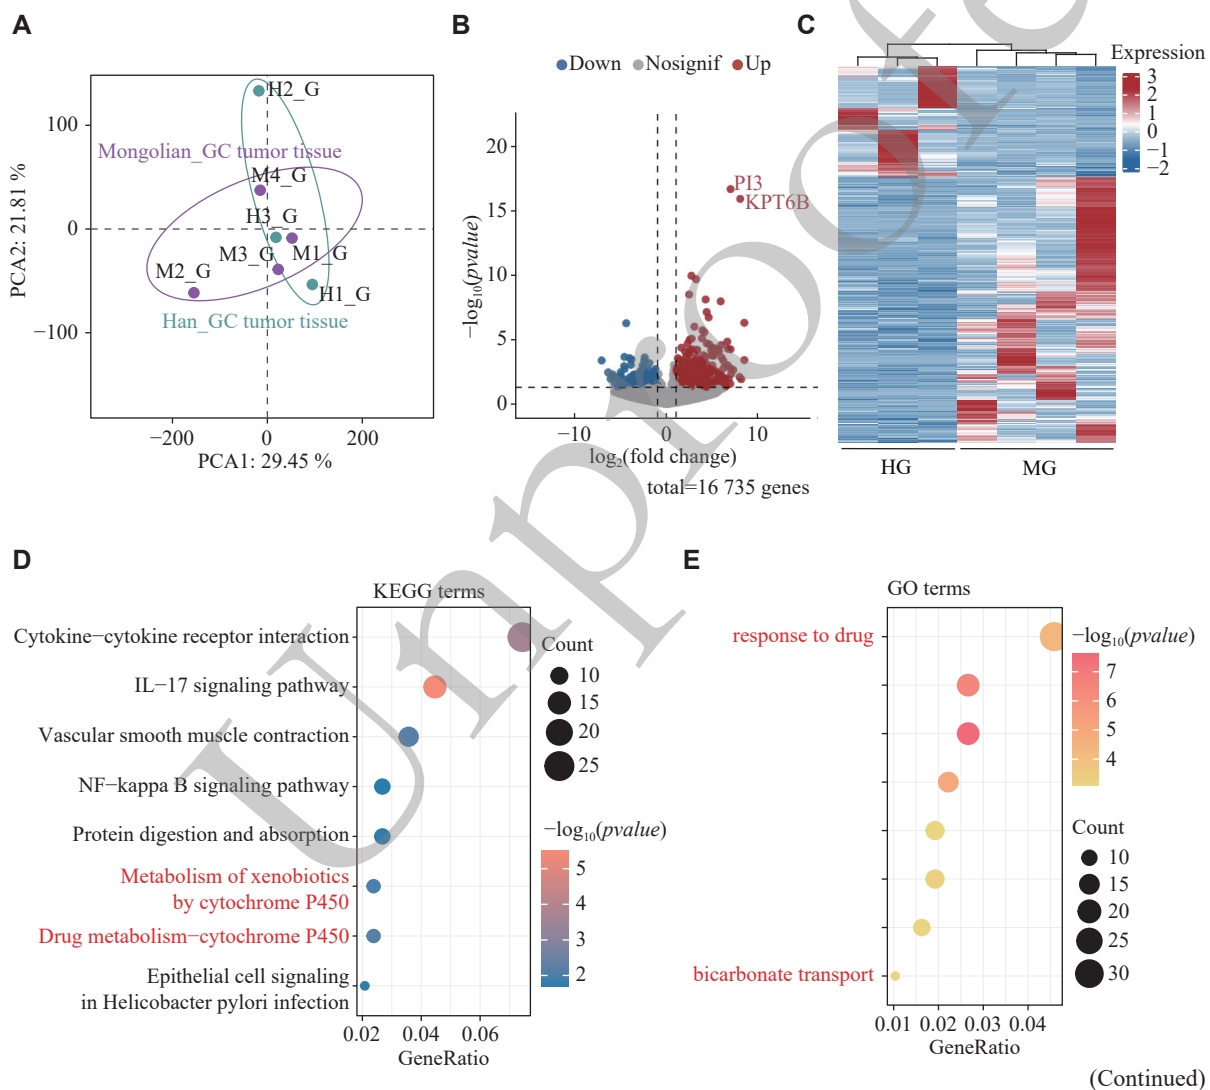 A
H2_G
100
Mongolian_GC tumor tissue
M4_G
H3_G
0
M3_G
M1_G
M2_G
H1_G
Han_GC tumor tissue
−100
−200
0
200
PCA1: 29.45 %
PCA2: 21.81 %
B
Down
Nosignif
Up
20
PI3
KPT6B
15
10
5
0
−log10(pvalue)
−10
0
10
log2(fold change)
total=16 735 genes
C
Expression
3
2
1
0
−1
−2
HG
MG
D
KEGG terms
Cytokine−cytokine receptor interaction
IL−17 signaling pathway
Vascular smooth muscle contraction
NF−kappa B signaling pathway
Protein digestion and absorption
Metabolism of xenobiotics
by cytochrome P450
Drug metabolism−cytochrome P450
Epithelial cell signaling
in Helicobacter pylori infection
0.02
0.04
0.06
GeneRatio
Count
10
15
20
25
−log10(pvalue)
5
4
3
2
E
GO terms
response to drug
bicarbonate transport
0.01
0.02
0.03
0.04
GeneRatio
−log10(pvalue)
7
6
5
4
Count
10
15
20
25
30
(Continued)